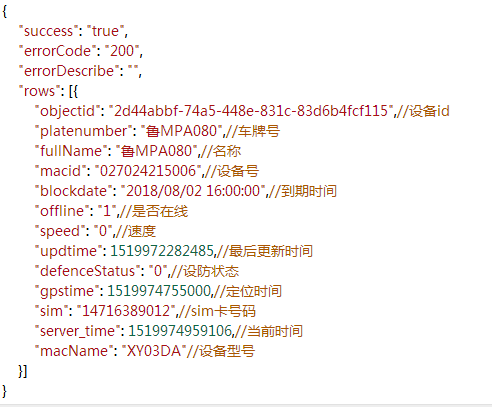 {
"success": "true",
"errorCode": "200",
"errorDescribe": "",
"rows": [{
"objectid": "2d44abbf-74a5-448e-831c-83d6b4fcf115",//设备id
"platenumber": "鲁MPA080",//车牌号
"fullName": "鲁MPA080",//名称
"macid": "027024215006",//设备号
"blockdate": "2018/08/02 16:00:00",//到期时间
"offline": "1",//是否在线
"speed": "0",//速度
"updtime": 1519972282485,//最后更新时间
"defenceStatus": "0",//设防状态
"gpstime": 1519974755000,//定位时间
"sim": "14716389012",//sim卡号码
"server_time": 1519974959106,//当前时间
"macName": "XY03DA"//设备型号
}]
}